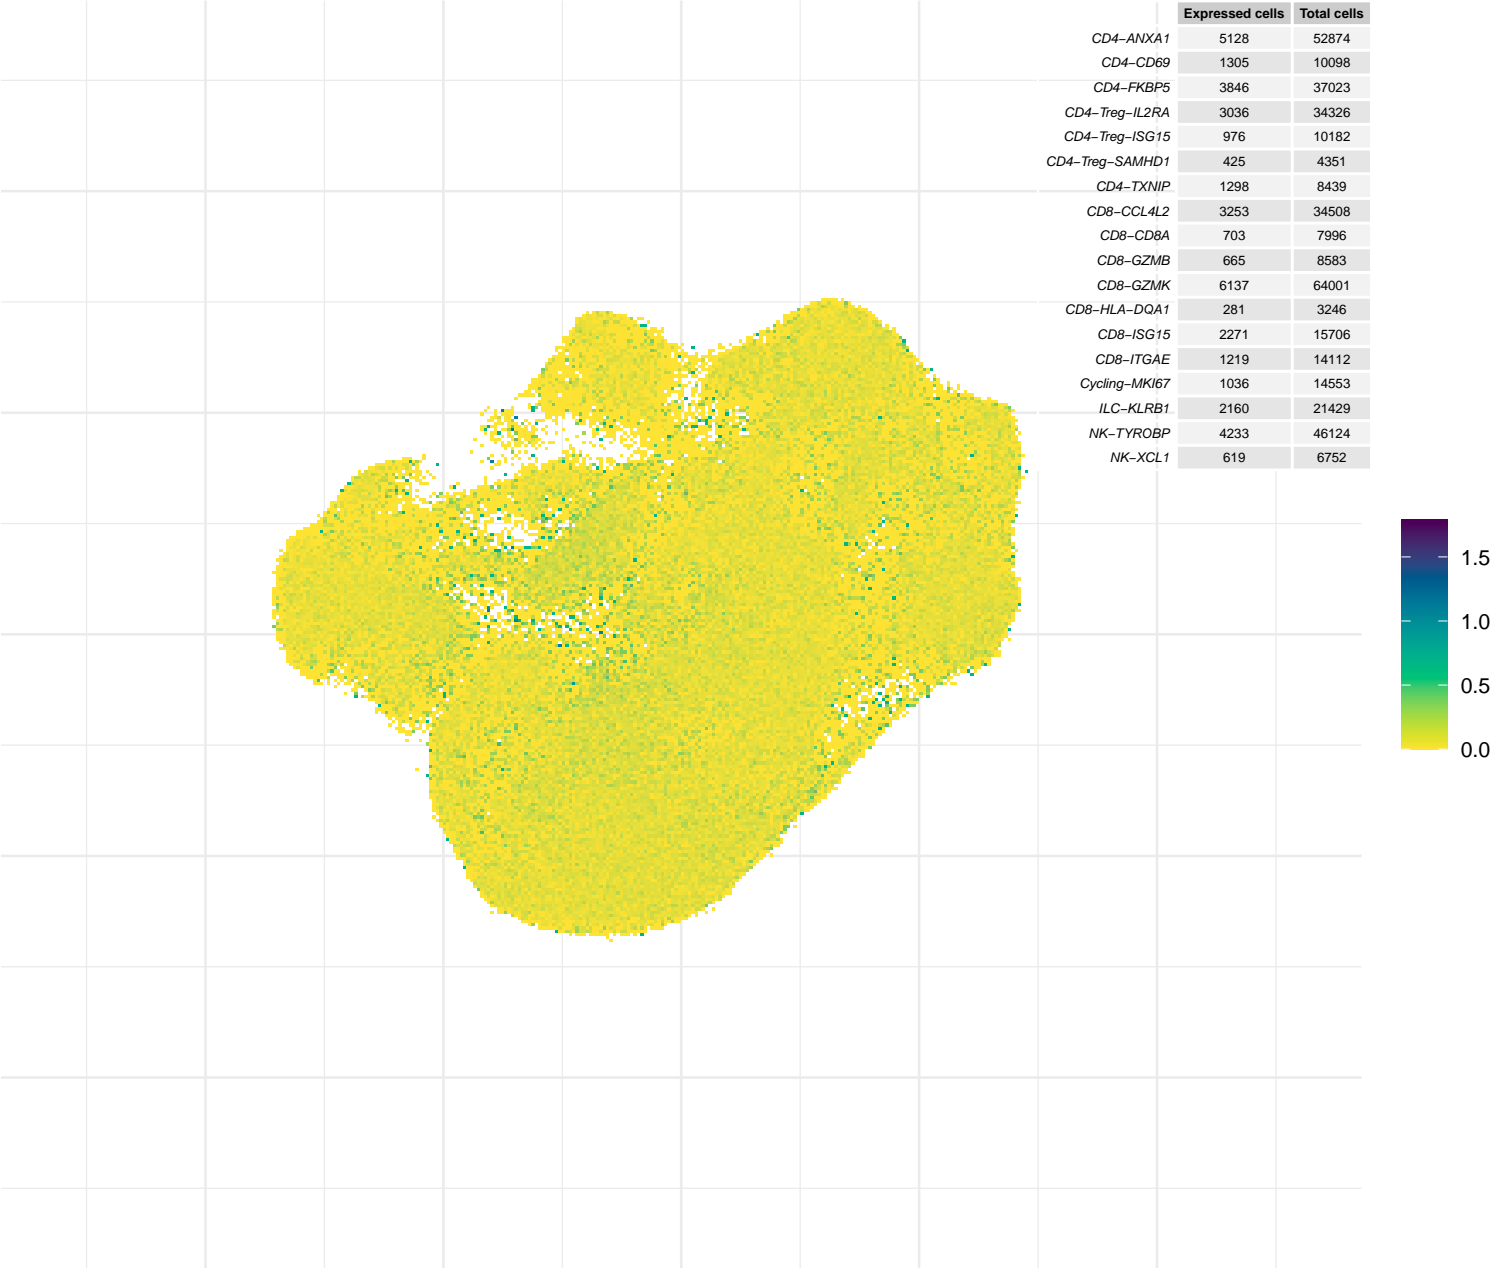 Expressed cells Total cells
CD4−ANXA1 5128 52874
CD4−CD69 1305 10098
CD4−FKBP5 3846 37023
CD4−Treg−IL2RA 3036 34326
CD4−Treg−ISG15 976 10182
CD4−Treg−SAMHD1 425 4351
CD4−TXNIP 1298 8439
CD8−CCL4L2 3253 34508
CD8−CD8A 703 7996
CD8−GZMB 665 8583
CD8−GZMK 6137 64001
CD8−HLA−DQA1 281 3246
CD8−ISG15 2271 15706
CD8−ITGAE 1219 14112
Cycling−MKI67 1036 14553
ILC−KLRB1 2160 21429
NK−TYROBP 4233 46124
NK−XCL1 619 6752
1.5
1.0
0.5
0.0